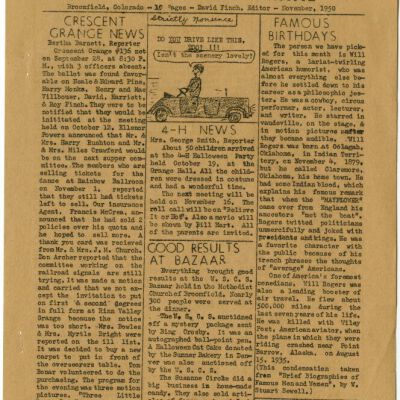 Broomfield, Colorado - 10 Pages - David Finch, Editor - November, 1950
CRESCENT
GRANGE NEWS
Bertha Barnet, Reporter
Crescent Grange #136 met
on September 28, at 8:30 P.
M., with 3 officers absent.
The ballot was found favor-
able on Hoale & Edward Pine,
Harry Monks, Henry and Mae
Villbour, David, Harriett,
& Roy Finch. They were to be
notified that they would be
initiated at the meeting
held on October 12. Elsner
Powers announced that Mr. &
Mrs. Harry Rushton and Mr.
& Mrs. Mike Crawford would
be on the next supper com-
mittee. The members who are
selling tickets for the
dance at Rainbow Ballroom
on November 1, reported
that they still had tickets
left to sell. Our Insurance
Agent, Francis McCrea, an-
nounced that he had sold 2
policies over his quota and
he hoped to sell more. A
thank you card was recieved
from Mr. & Mrs. J. M. Church.
Don Archer reported that the
committee working on the
railroad signals are still
trying. It was made a motion
and carried that we not ac-
cept the invitation to put
on first & second degrees
in full form at Rinn Valley
Grange because the notice
was too short. Mrs. Bowles
& Mrs. Myrtle Bright were
reported on the ill list.
It was decided to buy a new
carpet to put in front of
the overseores table. Tom
Bonar volunteered to do the
purchasing. The program for
the evening was three motion
pictures. "Three Little
Strictly Nonsence
DO YOU DRIVE LIKE THIS,
TOO! !!!
(Isn't the scenery lovely)
4-H NEWS
Mrs. George Smith, Reporter
About 50 children arrived
at the 4-H Halloween Party
held October 19, at the
Grange Hall. All the child-
ren were dressed in costume
and had a wonderful time.
The next meeting will be
held on November 16. The
roll call will be on "Believe
It or Not". Also a movie will
be shown by Bill Hart. All
of the parents are invited.
GOOD RESULTS
AT BAZAAR
Everything brought good
results at the W. S. C. S.
Bazaar held in the Methodist
Church of Broomfield. Nearly
300 people were served on
the dinner.
The W. S. C. S. auctioned
off a mystery package sent
by Bing Crosby. It was an
autographed ball-point pen.
A Halloween Cat Cake donated
by the Sunner Bakery in Den-
ver was also auctioned off
by the W. S. C. S.
The Susanne Circle did a
big business in home-made
candy. They also sold arti-
FAMOUS
BIRTHDAYS
The person we have pick-
ed for this month is Will
Rogers, a lariat-twirling
American humorist, who was
almost everything else be-
fore he settled down to his
career as a philosophic jes-
ter. He was a cowboy, circus
performer, actor, lecturer,
and writer. He starred in
vaudeville, on the stage, &
in motion pictures after
they became audible. Will
Rogers was born at Oolagah,
Oklahoma, in Indian Territ-
ory, on November 4, 1879.
but he called Claremore,
Oklahoma, his home town. He
had some Indian blood, which
explains his famous remark
that when the "MAYFLOWER"
came over from England his
ancestors "met the boat".
Rogers twitted politicians
unmercifully and joked with
presidents and kings. He was
a favorite character with
the public because of his
trench phrases the thoughts
of "average" Americans.
One of America's foremost
comedians, Will Rogers was
also a leading booster of
air travel. He flew about
500,000 miles during the
last seven years of his life.
He was killed with Wiley
Post, American aviator, when
the plane in which they were
riding crashed near Point
Barrow, Alaska, on August
15, 1935.
(This condensation taken
from "Brief Biographies of
Famous Men and Women", by W.
Stuart Sewell.)